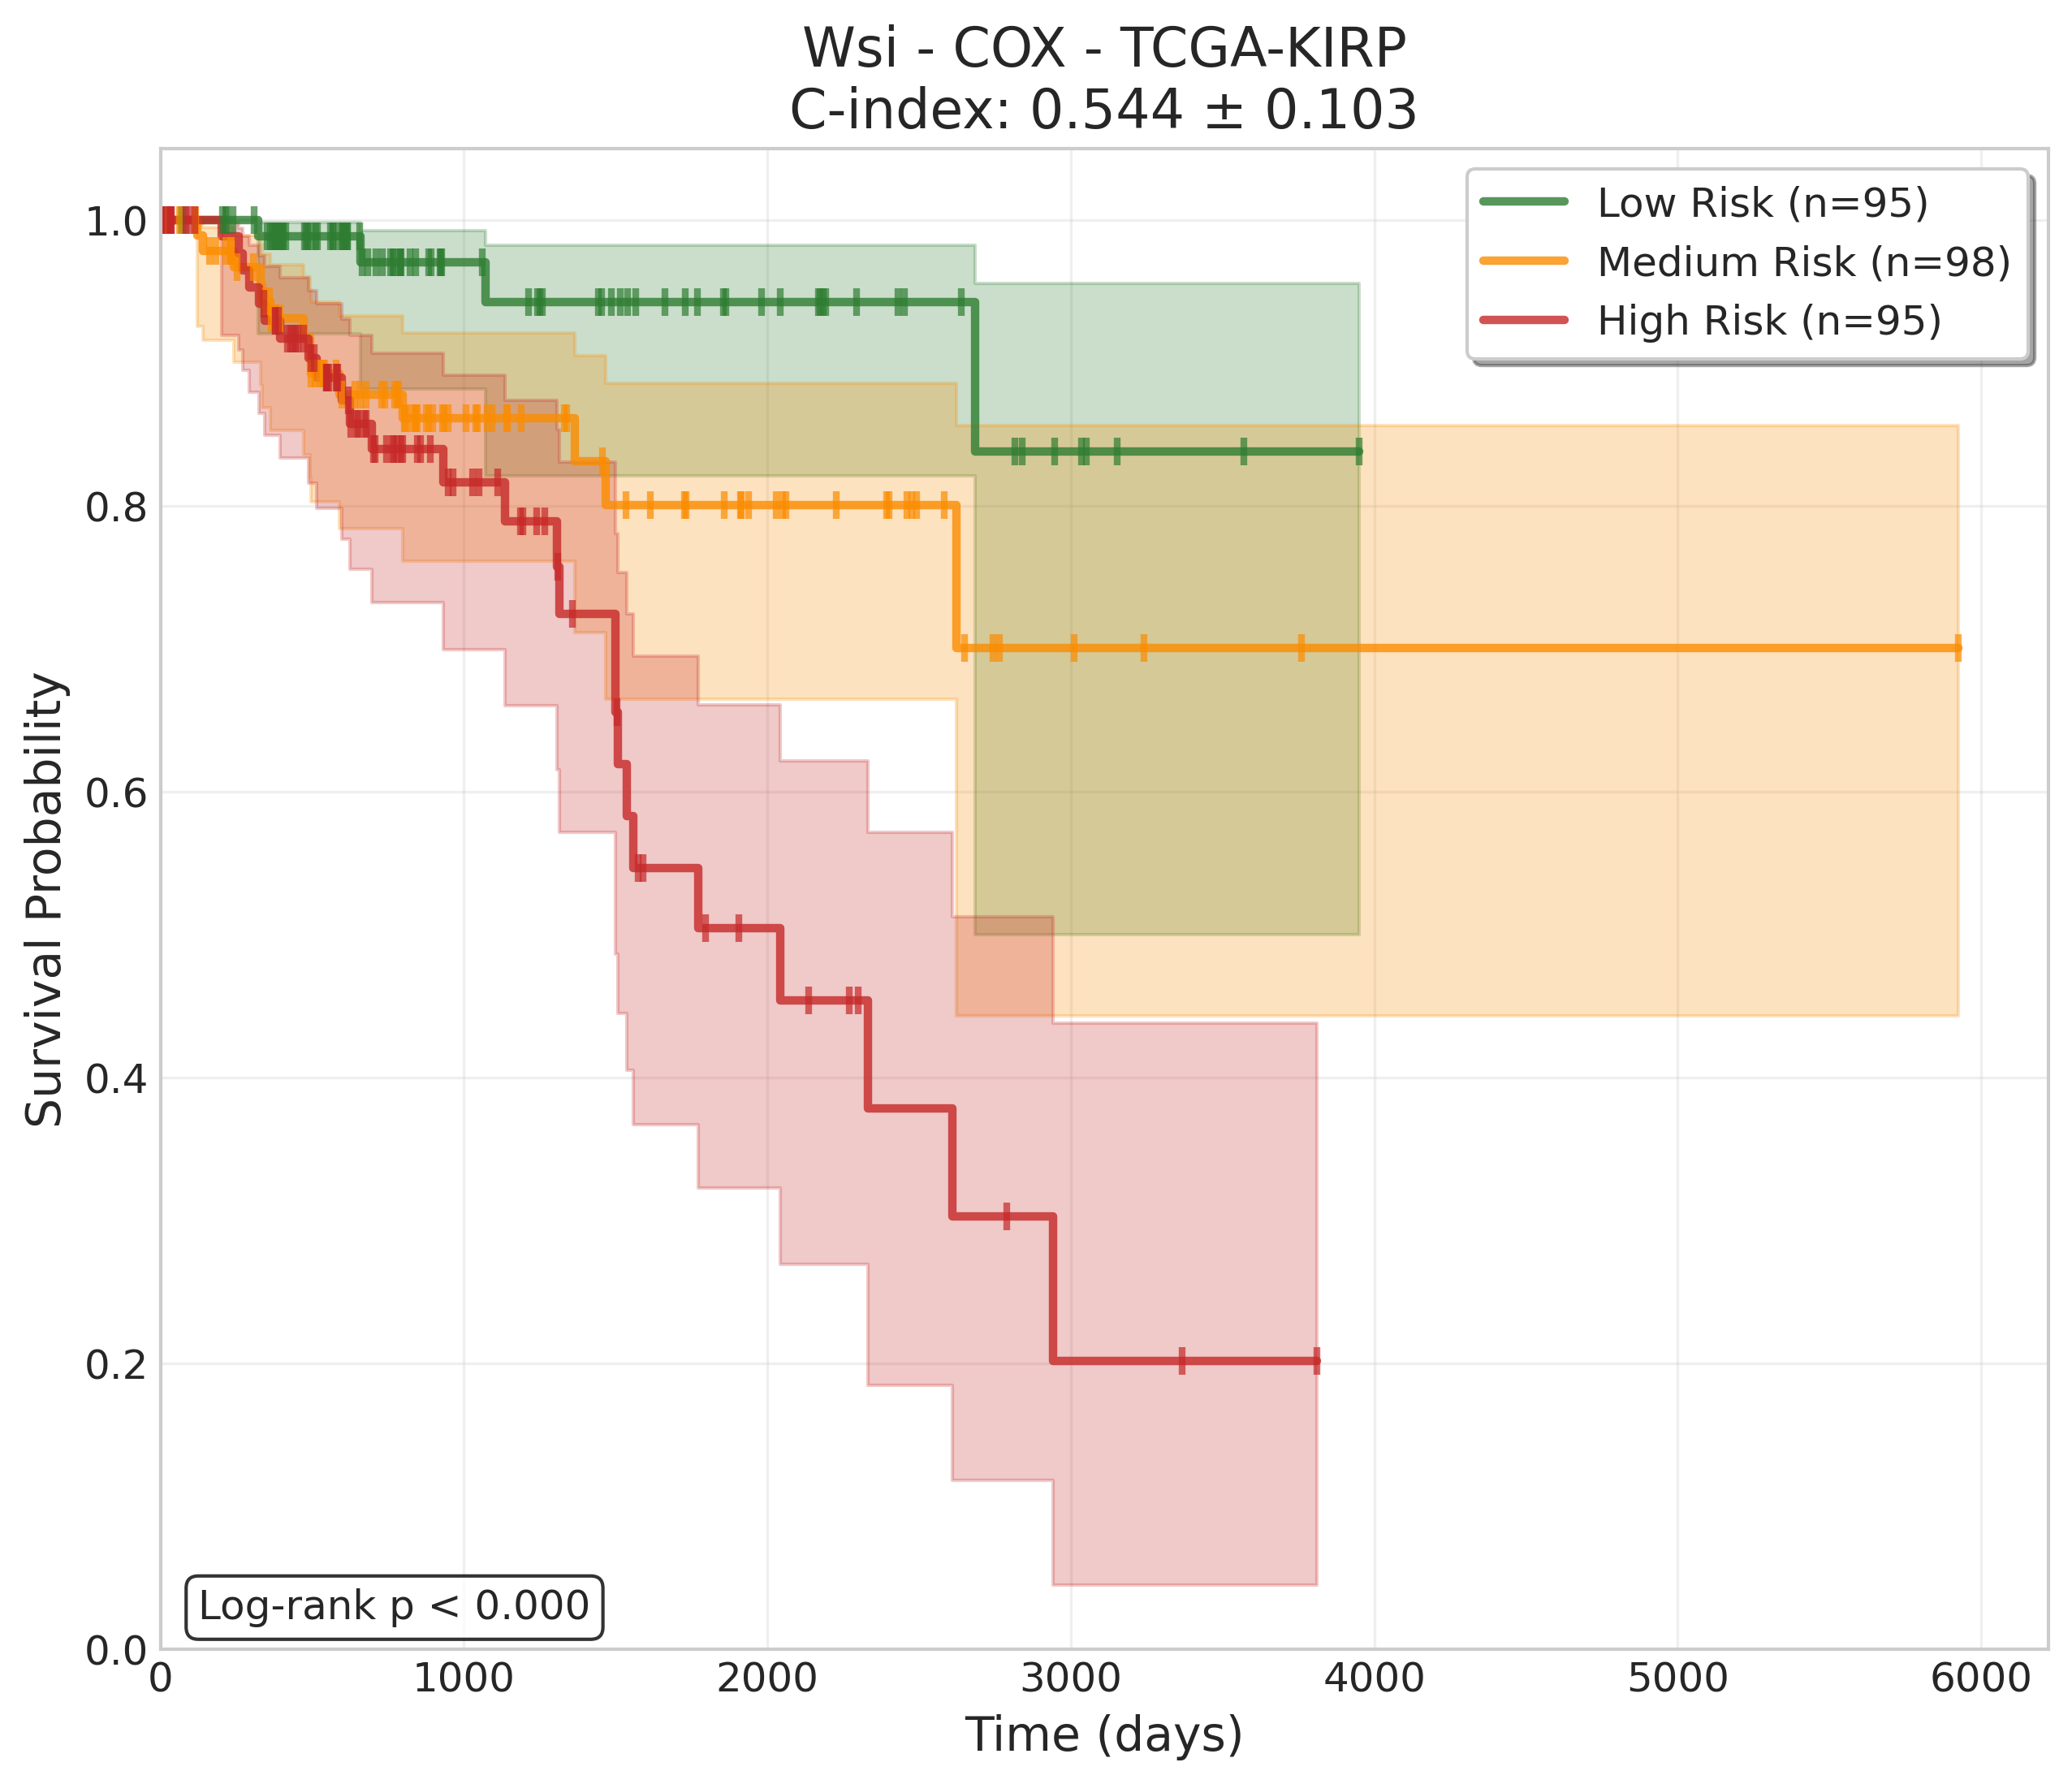 Wsi - COX - TCGA-KIRP
C-index: 0.544 ± 0.103
Low Risk (n=95)
Medium Risk (n=98)
High Risk (n=95)
Survival Probability
1.0
0.8
0.6
0.4
0.2
0.0
Log-rank p < 0.000
0 1000 2000 3000 4000 5000 6000
Time (days)